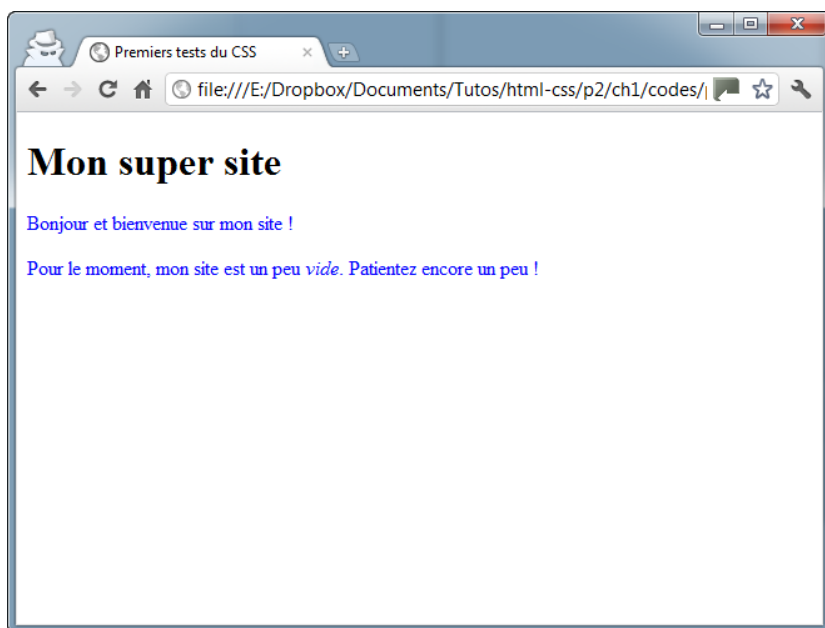 Premiers tests du CSS
file:///E:/Dropbox/Documents/Tutos/html-css/p2/ch1/codes/
Mon super site
Bonjour et bienvenue sur mon site !
Pour le moment, mon site est un peu vide. Patientez encore un peu !